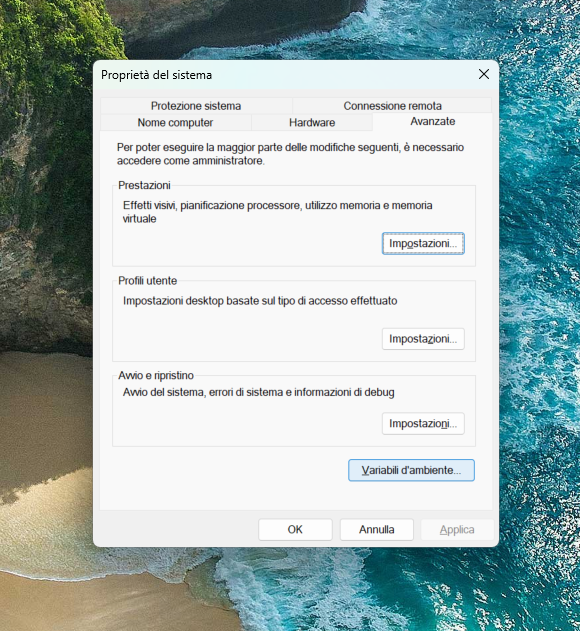 Proprietà del sistema
Protezione sistema
Connessione remota
Nome computer
Hardware
Avanzate
Per poter eseguire la maggior parte delle modifiche seguenti, è necessario
accedere come amministratore.
Prestazioni
Effetti visivi, pianificazione processore, utilizzo memoria e memoria
virtuale
Impostazioni...
Profili utente
Impostazioni desktop basate sul tipo di accesso effettuato
Impostazioni...
Avvio e ripristino
Avvio del sistema, errori di sistema e informazioni di debug
Impostazioni...
Variabili d'ambiente...
OK
Annulla
Applica